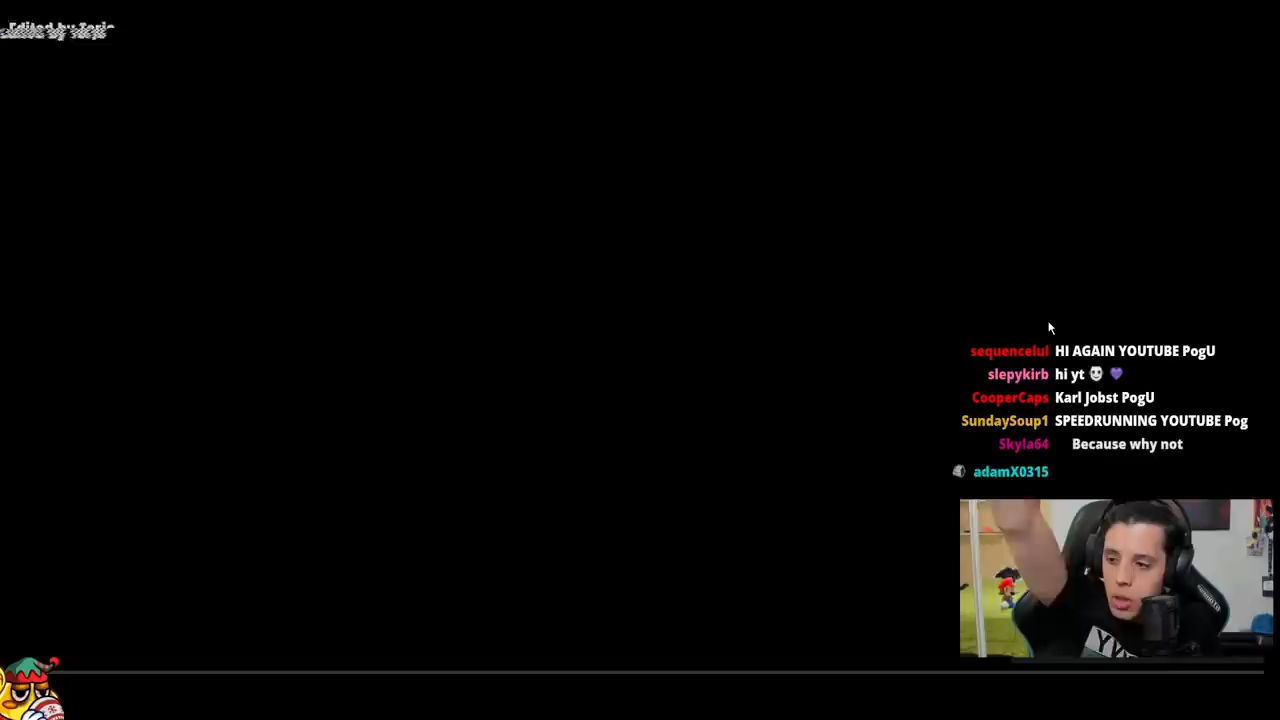 sequencelul HI AGAIN YOUTUBE PogU
slepykirb hi yt
CooperCaps Karl Jobst PogU
SundaySoup1 SPEEDRUNNING YOUTUBE Pog
Skyla64 Because why not
adamX0315